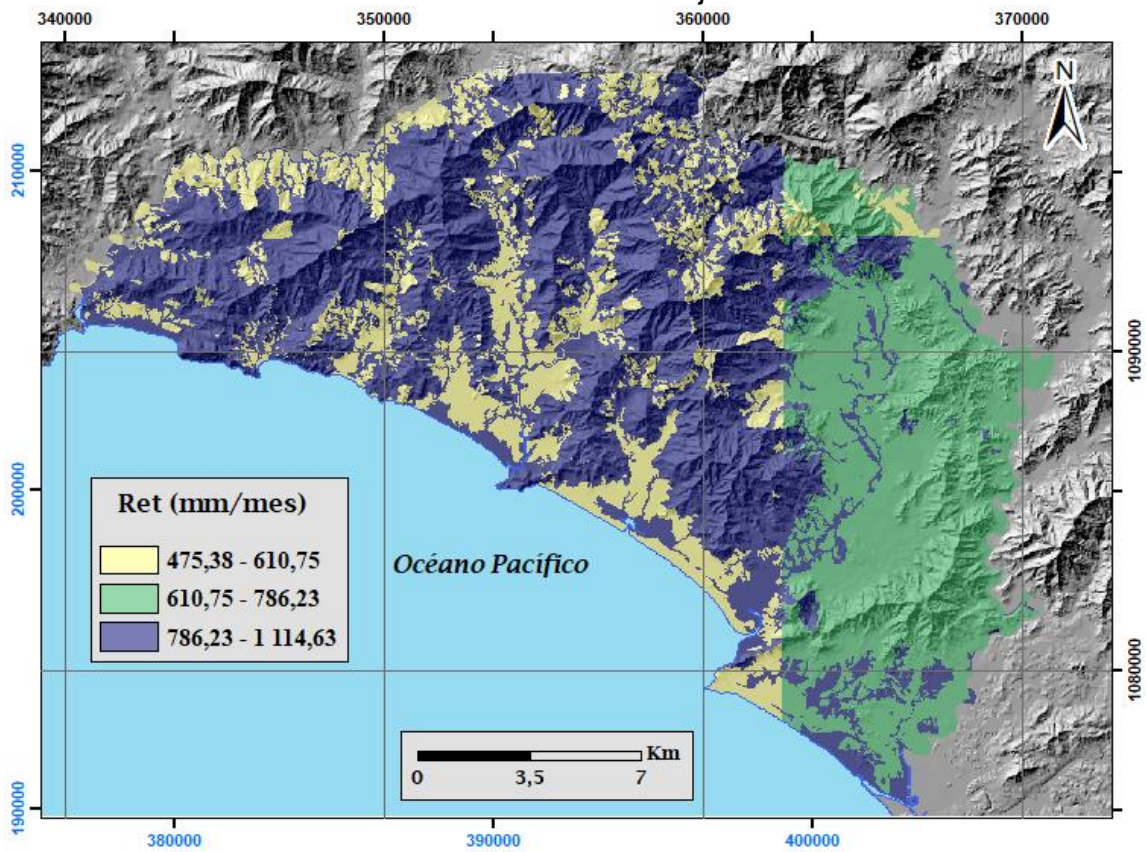 340000 350000 360000 370000
N
210000
1090000
200000
Ret (mm/mes)
475,38 - 610,75
610,75 - 786,23
786,23 - 1 114,63
Océano Pacífico
1080000
Km
0 3,5 7
190000
380000 390000 400000